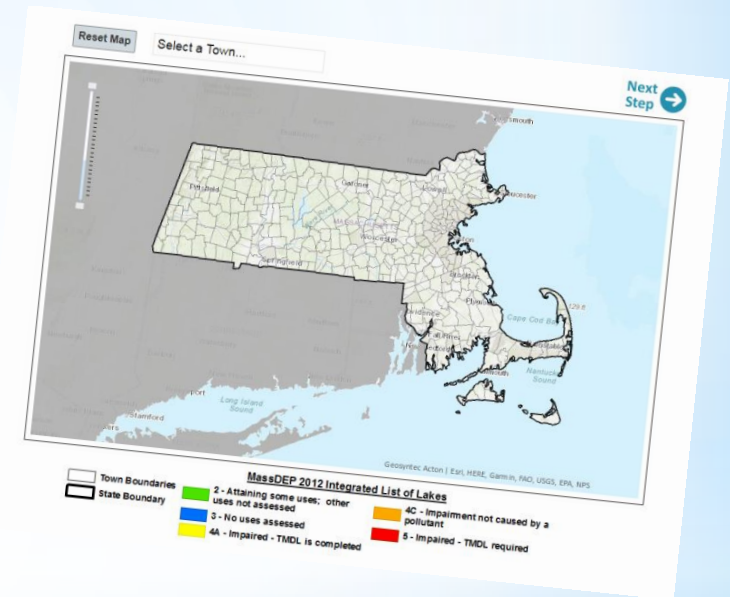 Reset Map
Select a Town...
Next
Step
Pittsfield
Gardner
Lowell
Worcester
Springfield
Brockton
Cape Cod Bay
Nantucket
Sound
Long Island
Sound
Stamford
Geosyntec, Acton | Esri, HERE, Garmin, FAO, USGS, EPA, NPS
Town Boundaries
State Boundary
MassDEP 2012 Integrated List of Lakes
2 - Attaining some uses; other
uses not assessed
3 - No uses assessed
4A - Impaired - TMDL is completed
4C - Impairment not caused by a
pollutant
5 - Impaired - TMDL required